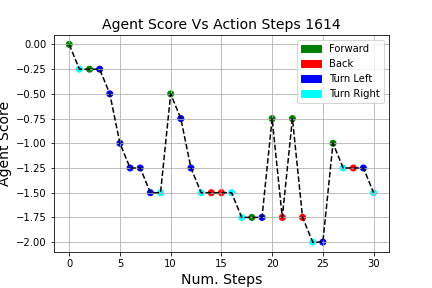 Agent Score Vs Action Steps 1614
Agent Score
0.00
−0.25
−0.50
−0.75
−1.00
−1.25
−1.50
−1.75
−2.00
Forward
Back
Turn Left
Turn Right
0 5 10 15 20 25 30
Num. Steps